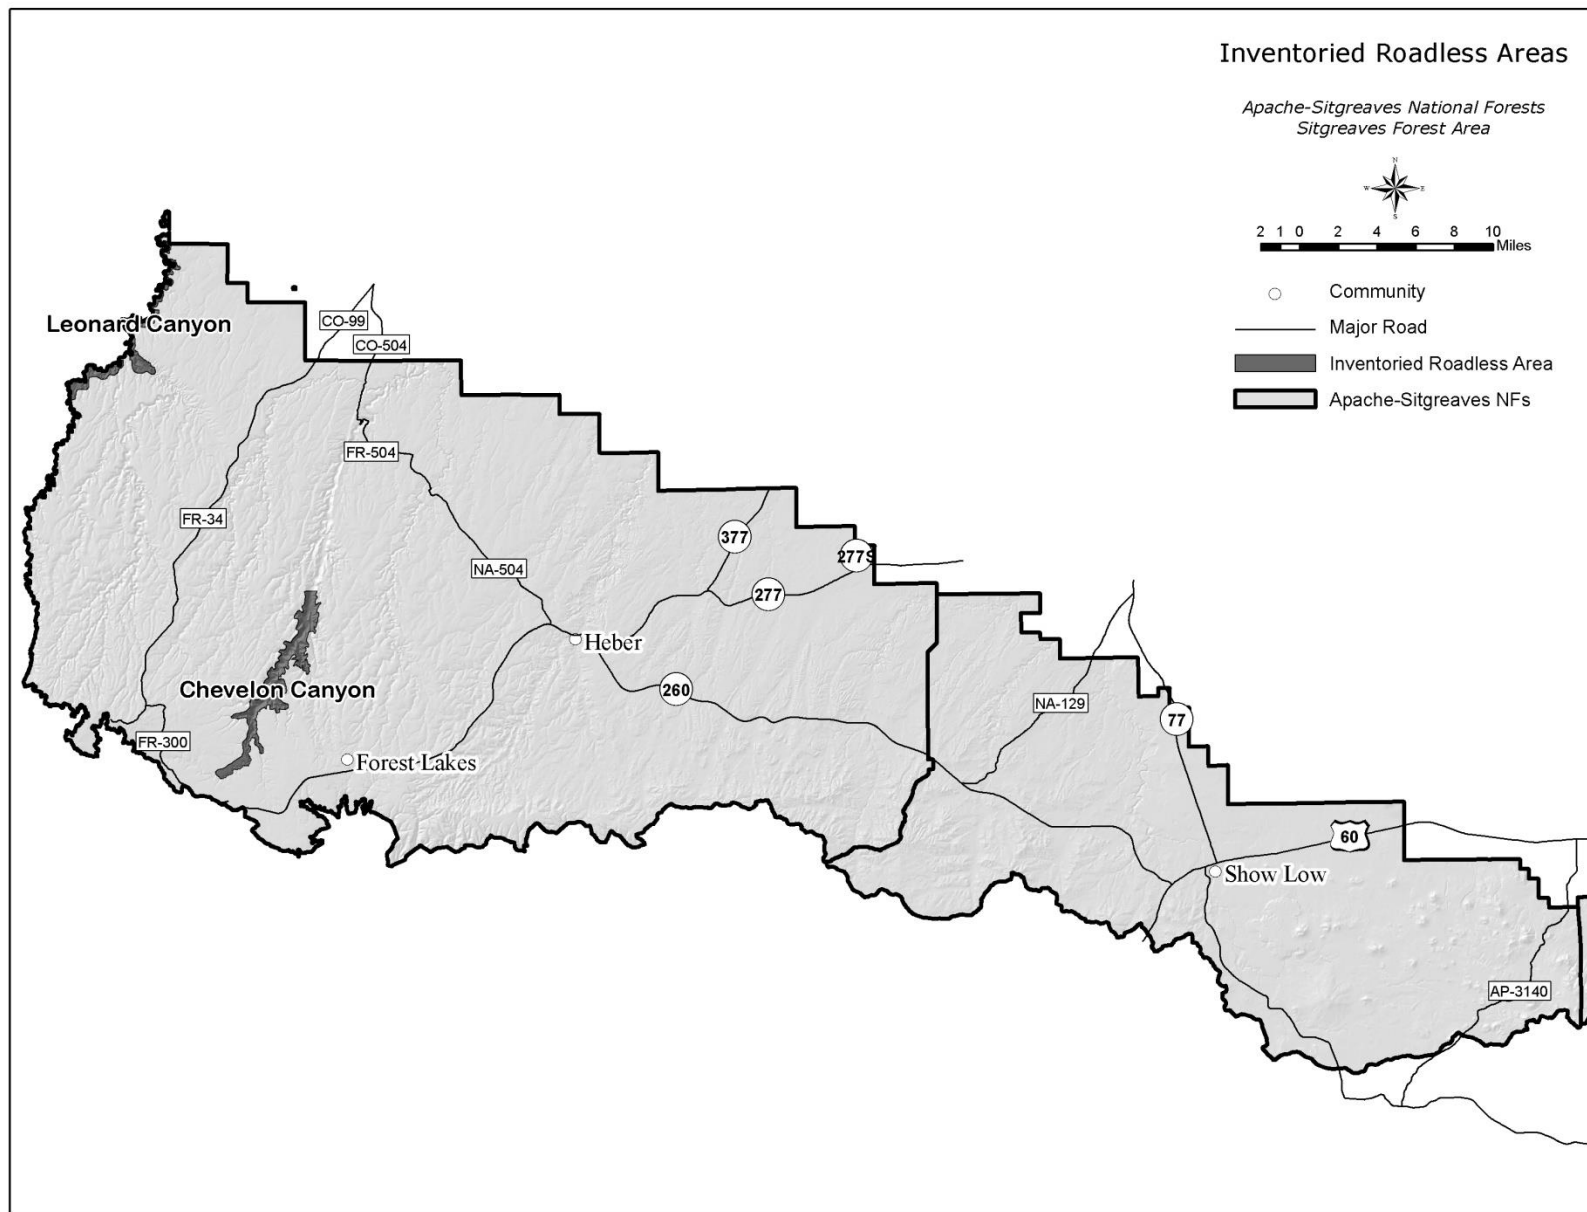 Inventoried Roadless Areas
Apache-Sitgreaves National Forests
Sitgreaves Forest Area
N
W E
S
2 1 0 2 4 6 8 10
Miles
Community
Major Road
Inventoried Roadless Area
Apache-Sitgreaves NFs
Leonard Canyon
CO-99
CO-504
FR-504
FR-34
377
277S
NA-504
277
Heber
Chevelon Canyon
260
NA-129
77
FR-300
Forest Lakes
60
Show Low
AP-3140